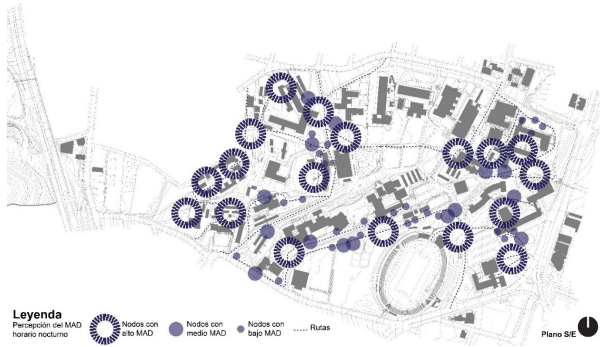 Leyenda
Percepción del MAD
horario nocturno
Nodos con
alto MAD
Nodos con
medio MAD
Nodos con
bajo MAD
Rutas
Plano S/E